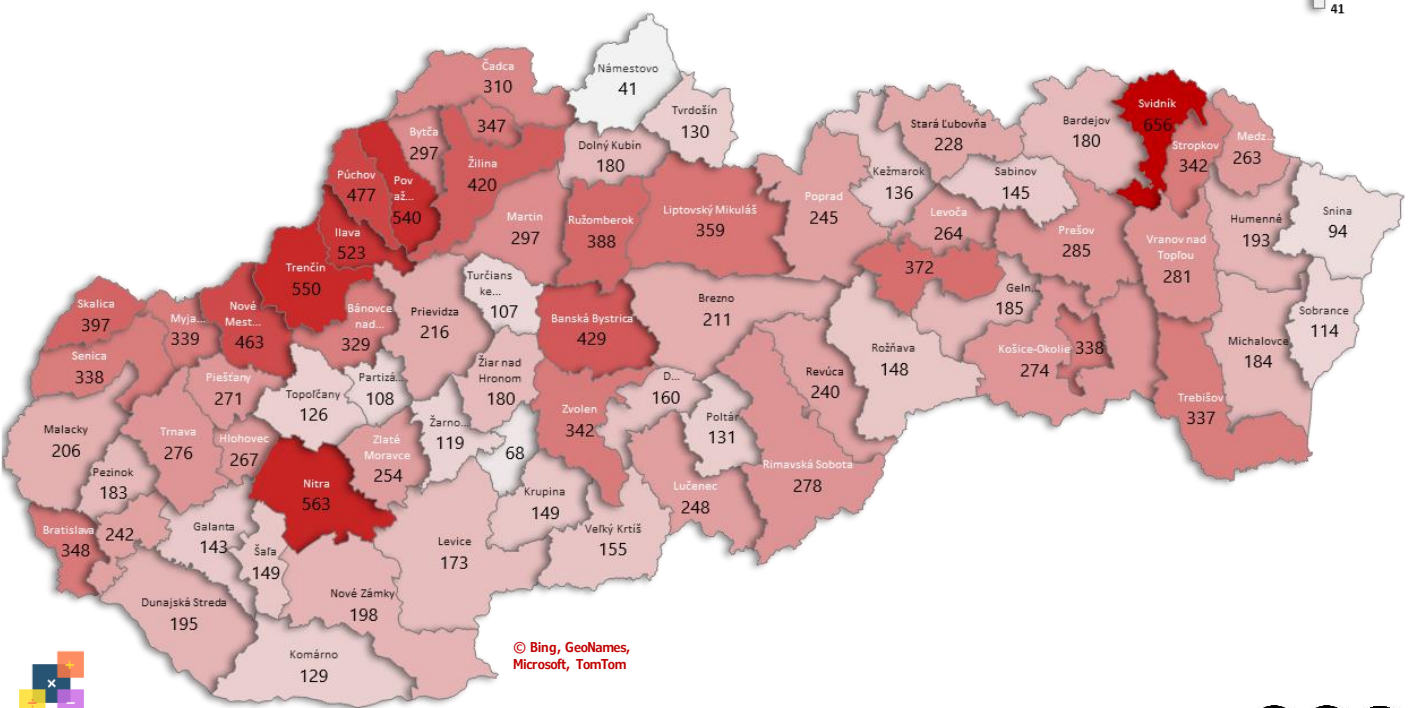 41
Čadca
310
Námestovo
41
Tvrdošín
130
347
Bytča
297
Dolný Kubín
180
Žilina
420
Púchov
477
Pov
až...
540
Martin
297
Ružomberok
388
Liptovský Mikuláš
359
Ilava
523
Trenčín
550
Poprad
245
Kežmarok
136
Stará Ľubovňa
228
Sabinov
145
Bardejov
180
Svidník
656
Stropkov
342
Medz...
263
Levoča
264
Prešov
285
Vranov nad
Topľou
281
Humenné
193
Snina
94
372
Geln...
185
Sobrance
114
Michalovce
184
Košice-Okolie
274
338
Trebišov
337
Rožňava
148
Skalica
397
Senica
338
Myja...
339
Nové
Mest...
463
Bánovce
nad...
329
Prievidza
216
Turčians
ke...
107
Banská Bystrica
429
Brezno
211
Piešťany
271
Topoľčany
126
Partizá...
108
Žiar nad
Hronom
180
Žarno...
119
Zvolen
342
D...
160
Poltár
131
Revúca
240
Malacky
206
Trnava
276
Hlohovec
267
Zlaté
Moravce
254
68
Pezinok
183
Nitra
563
Krupina
149
Lučenec
248
Rimavská Sobota
278
Bratislava
348
242
Galanta
143
Šaľa
149
Levice
173
Veľký Krtíš
155
Dunajská Streda
195
Nové Zámky
198
Komárno
129
© Bing, GeoNames,
Microsoft, TomTom